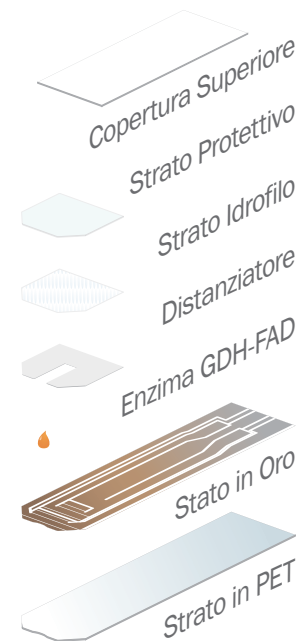 Copertura Superiore
Strato Protettivo
Strato Idrofilo
Distanziatore
Enzima GDH-FAD
Stato in Oro
Strato in PET